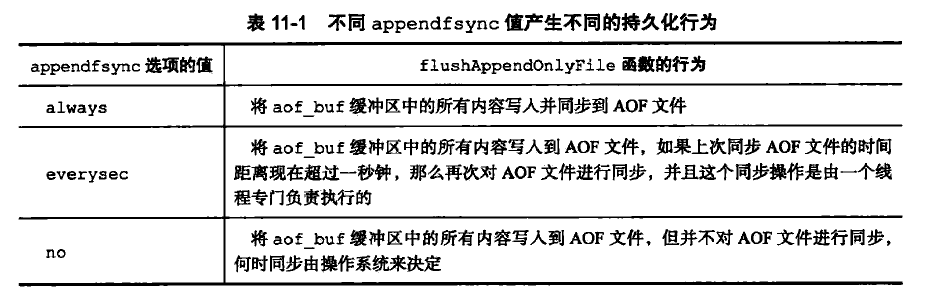 表 11-1 不同 appendfsync 值产生不同的持久化行为
appendfsync 选项的值 flushAppendOnlyFile 函数的行为
always 将 aof_buf 缓冲区中的所有内容写入并同步到 AOF 文件
将 aof_buf 缓冲区中的所有内容写入到 AOF 文件，如果上次同步 AOF 文件的时间
everysec 距离现在超过一秒钟，那么再次对 AOF 文件进行同步，并且这个同步操作是由一个线
程专门负责执行的
将 aof_buf 缓冲区中的所有内容写入到 AOF 文件，但并不对 AOF 文件进行同步，
no 何时同步由操作系统来决定